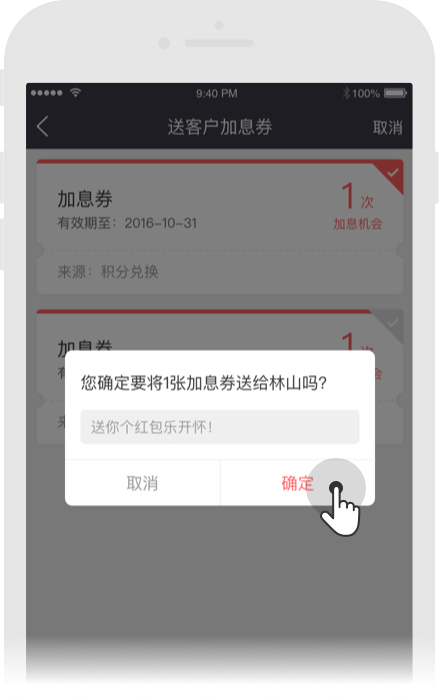 9:40 PM
100%
送客户加息券
取消
加息券
1次
有效期至：2016-10-31
加息机会
来源：积分兑换
加息券
1次
您确定要将1张加息券送给林山吗？
送你个红包乐开怀！
取消
确定